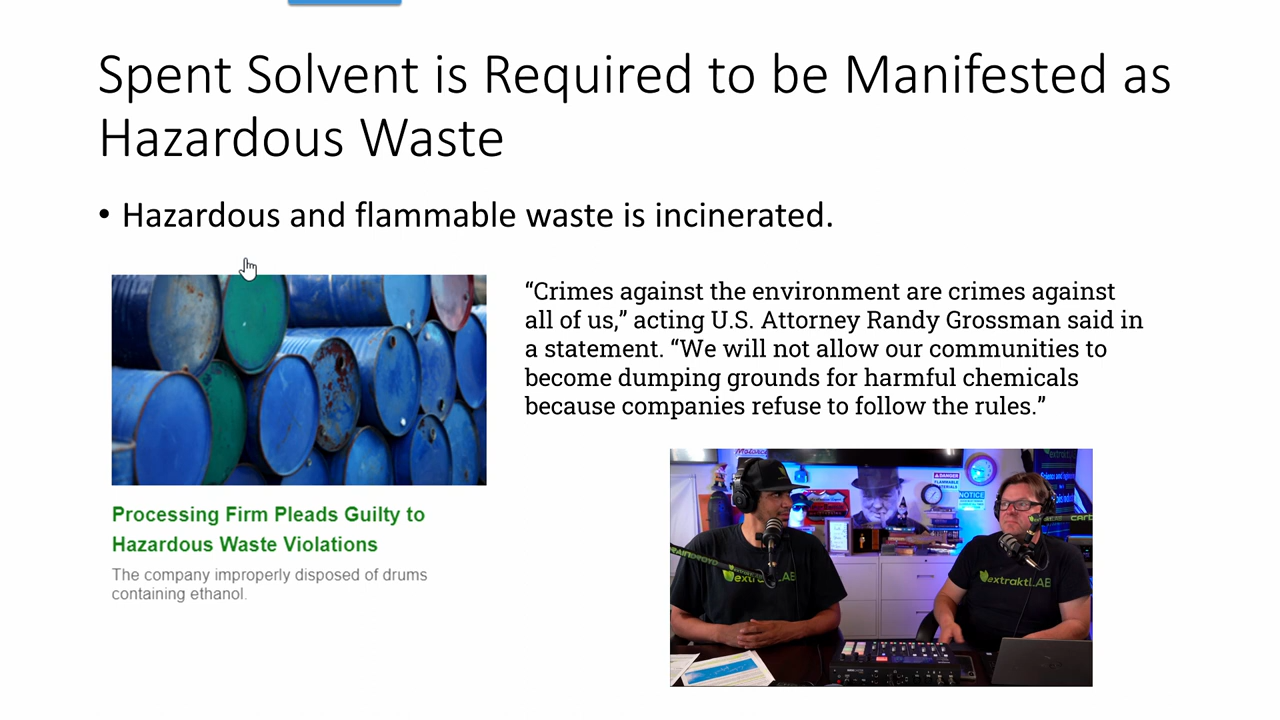 Spent Solvent is Required to be Manifested as
Hazardous Waste
• Hazardous and flammable waste is incinerated.
“Crimes against the environment are crimes against
all of us,” acting U.S. Attorney Randy Grossman said in
a statement. “We will not allow our communities to
become dumping grounds for harmful chemicals
because companies refuse to follow the rules.”
Processing Firm Pleads Guilty to
Hazardous Waste Violations
The company improperly disposed of drums
containing ethanol.
DANGER
FLAMMABLE
MATERIALS
NOTICE
extraktLAB
extraktLAB